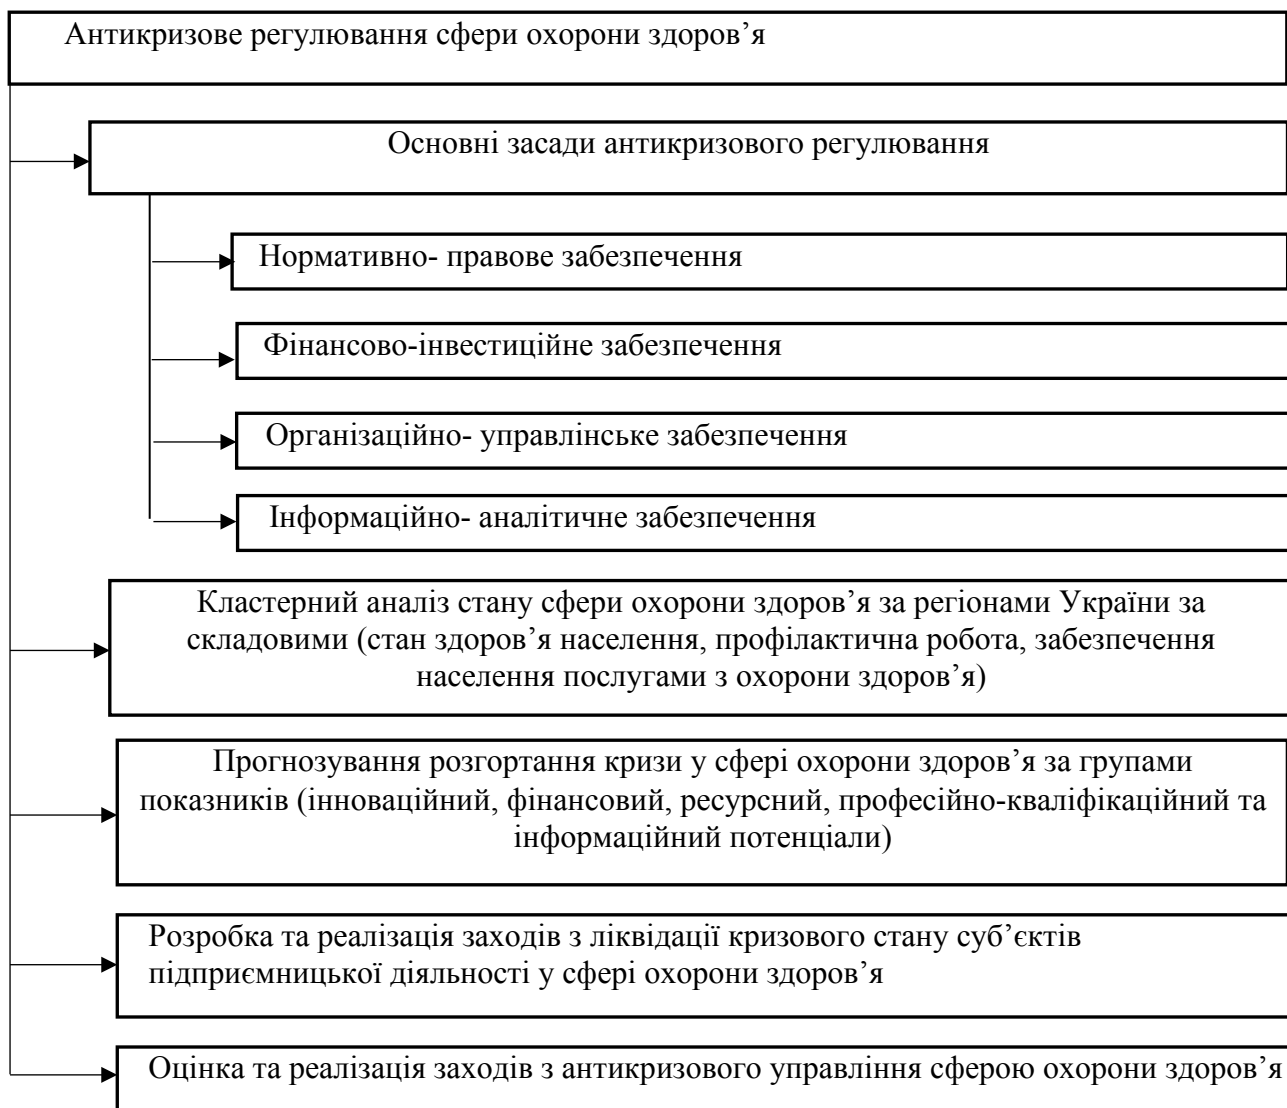 Антикризове регулювання сфери охорони здоров’я
Основні засади антикризового регулювання
Нормативно- правове забезпечення
Фінансово-інвестиційне забезпечення
Організаційно- управлінське забезпечення
Інформаційно- аналітичне забезпечення
Кластерний аналіз стану сфери охорони здоров’я за регіонами України за
складовими (стан здоров’я населення, профілактична робота, забезпечення
населення послугами з охорони здоров’я)
Прогнозування розгортання кризи у сфері охорони здоров’я за групами
показників (інноваційний, фінансовий, ресурсний, професійно-кваліфікаційний та
інформаційний потенціали)
Розробка та реалізація заходів з ліквідації кризового стану суб’єктів
підприємницької діяльності у сфері охорони здоров’я
Оцінка та реалізація заходів з антикризового управління сферою охорони здоров’я